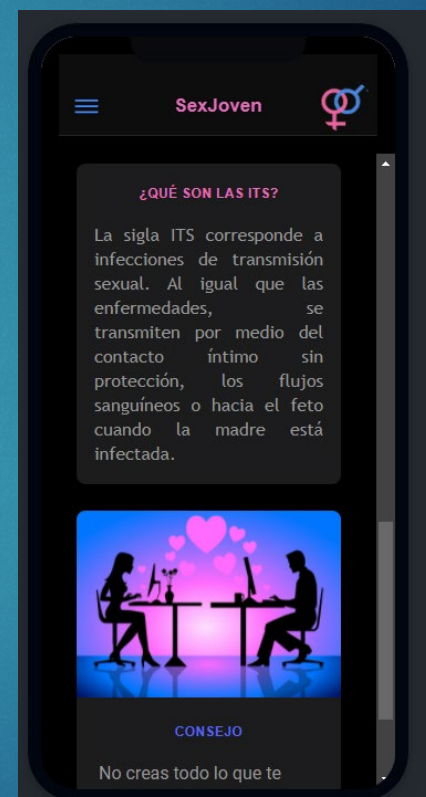 SexJoven
¿QUÉ SON LAS ITS?
La sigla ITS corresponde a
infecciones de transmisión
sexual. Al igual que las
enfermedades, se
transmiten por medio del
contacto íntimo sin
protección, los flujos
sanguíneos o hacia el feto
cuando la madre está
infectada.
CONSEJO
No creas todo lo que te